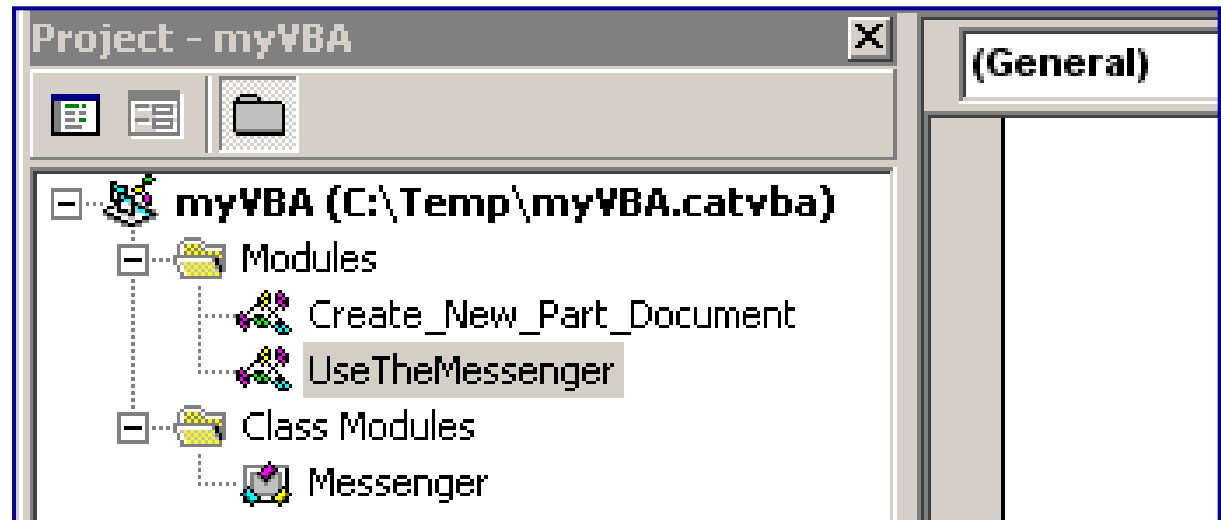 Project - myVBA
(General)
myVBA (C:\Temp\myVBA.catvba)
Modules
Create_New_Part_Document
UseTheMessenger
Class Modules
Messenger